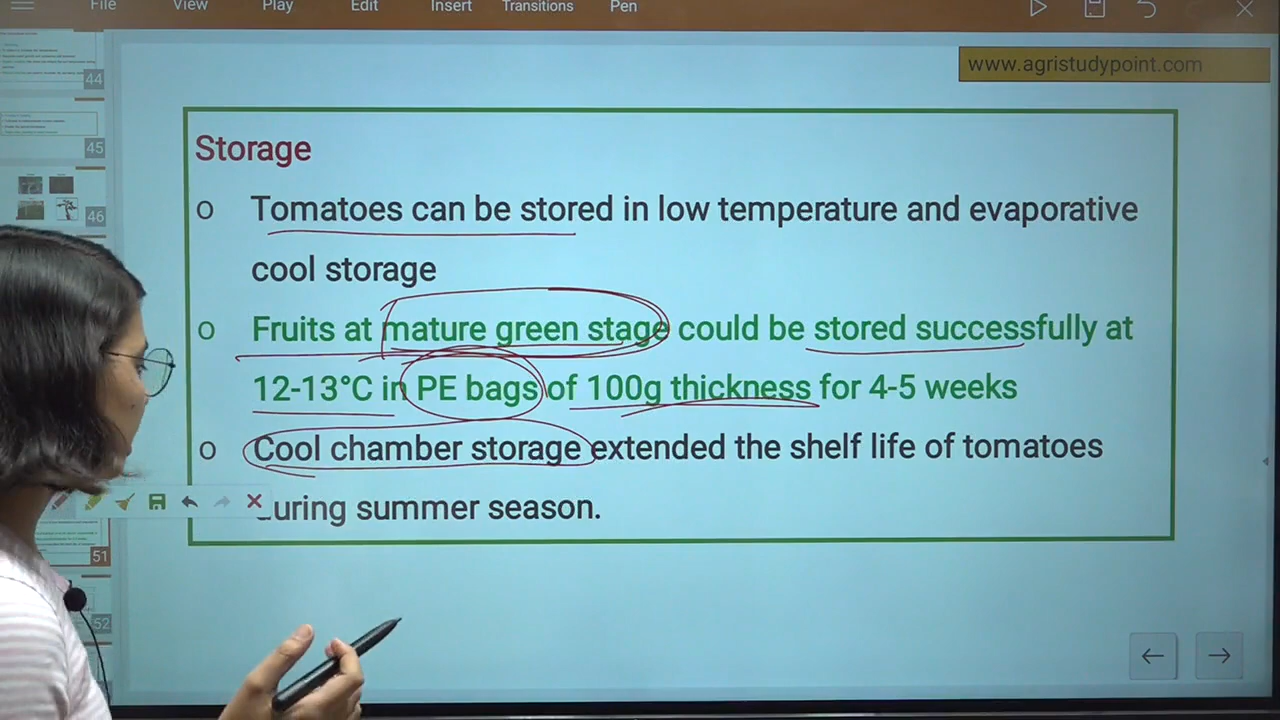 File View Play Edit Insert Transitions Pen
www.agristudypoint.com
44
45
46
Storage
o Tomatoes can be stored in low temperature and evaporative
cool storage
o Fruits at mature green stage could be stored successfully at
12-13°C in PE bags of 100g thickness for 4-5 weeks
o Cool chamber storage extended the shelf life of tomatoes
during summer season.
51
52